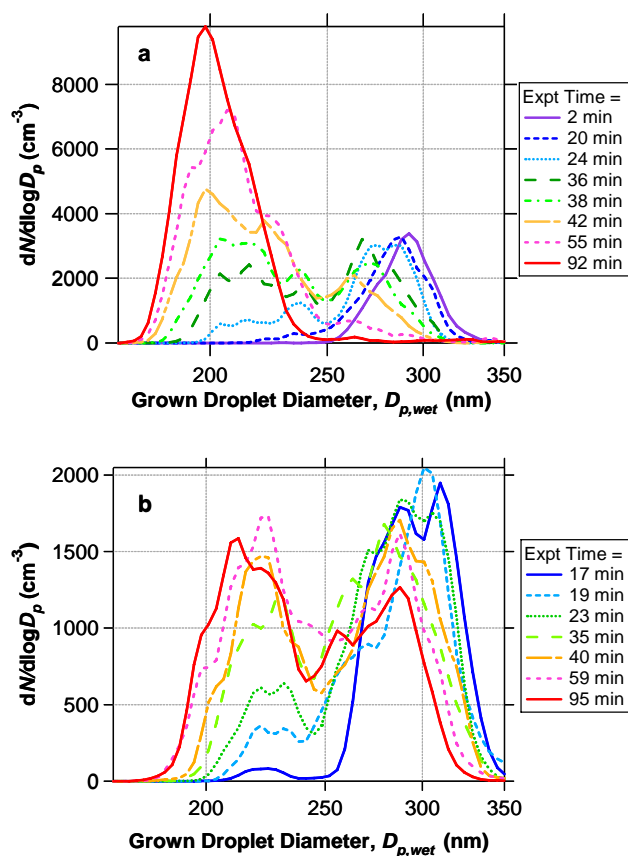 a
dN/dlogDp (cm-3)
8000
6000
4000
2000
0
200
250
300
350
Grown Droplet Diameter, Dp,wet (nm)
Expt Time =
2 min
20 min
24 min
36 min
38 min
42 min
55 min
92 min
b
dN/dlogDp (cm-3)
2000
1500
1000
500
0
200
250
300
350
Grown Droplet Diameter, Dp,wet (nm)
Expt Time =
17 min
19 min
23 min
35 min
40 min
59 min
95 min